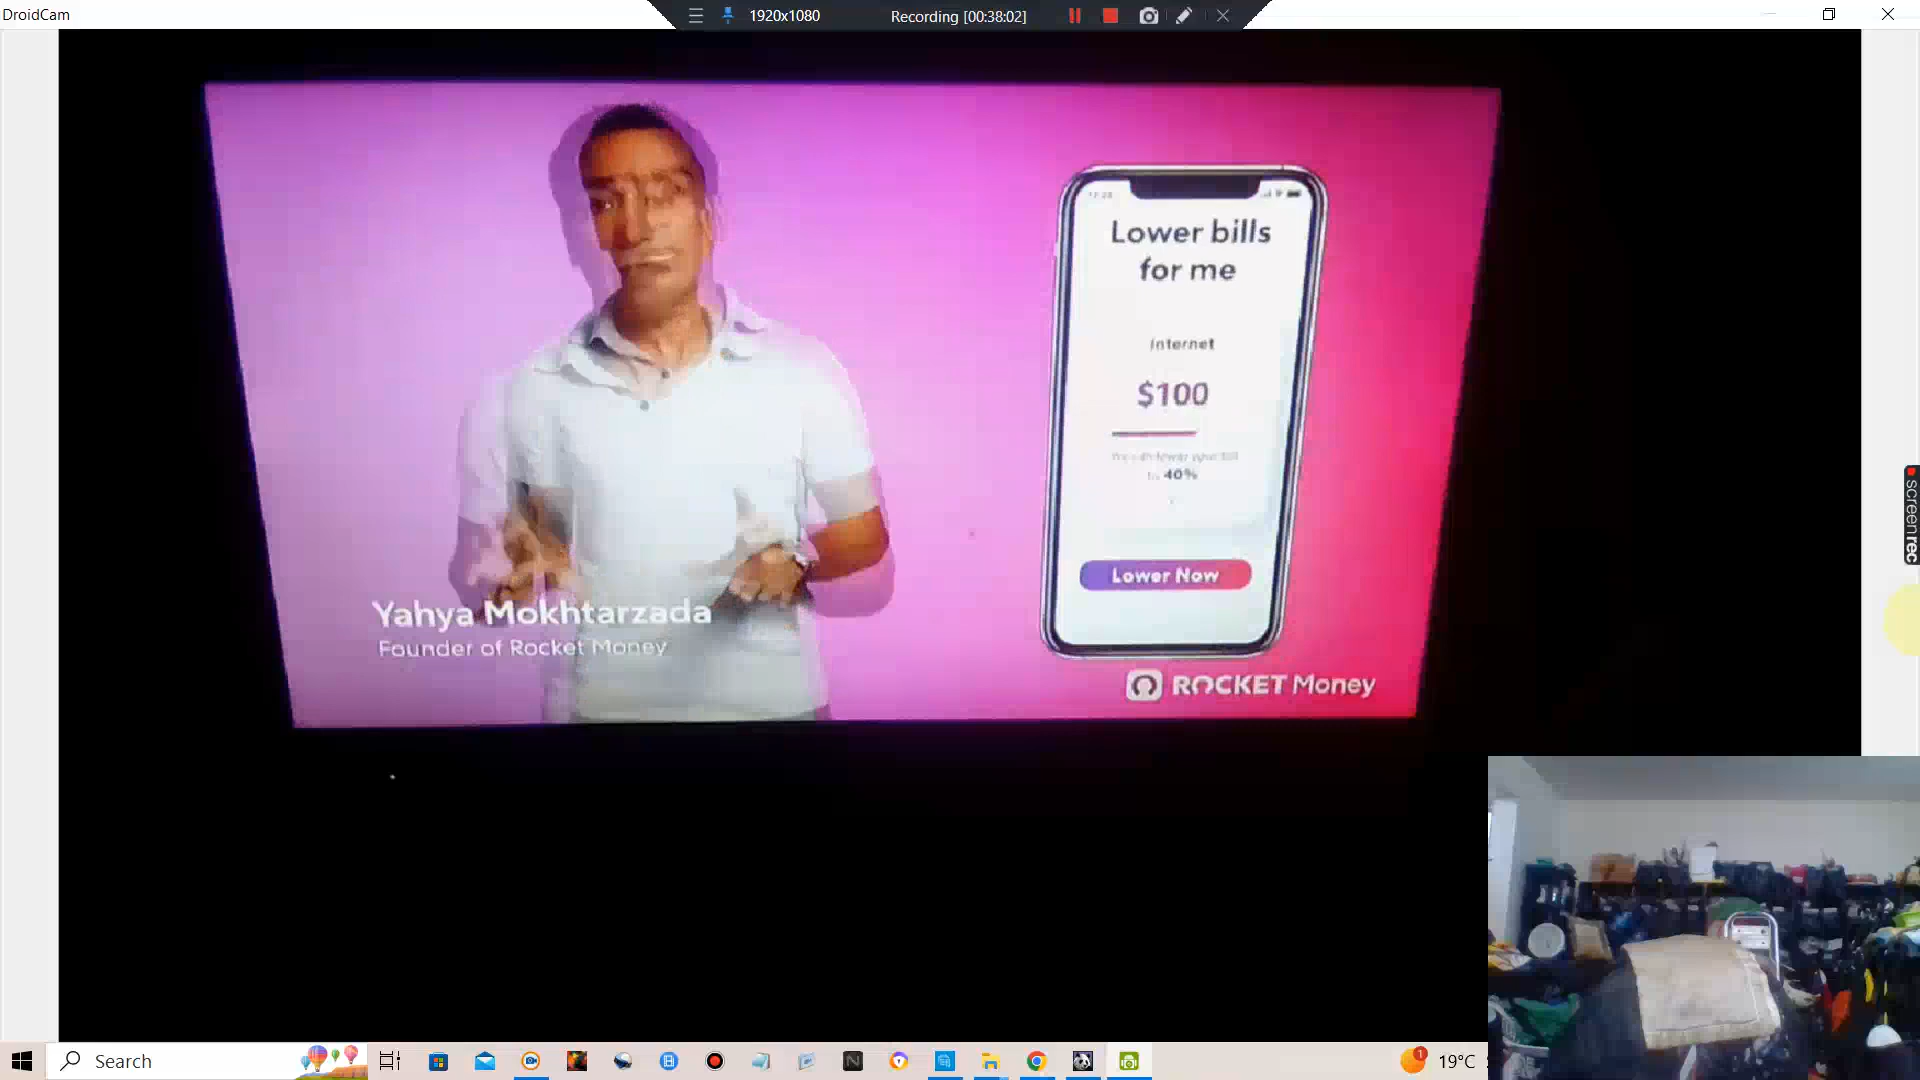 DroidCam
1920x1080
Recording [00:38:02]
Lower bills
for me
Internet
$100
40%
Lower Now
Yahya Mokhtarzada
Founder of Rocket Money
ROCKET Money
screenrec
Search
1
19°C